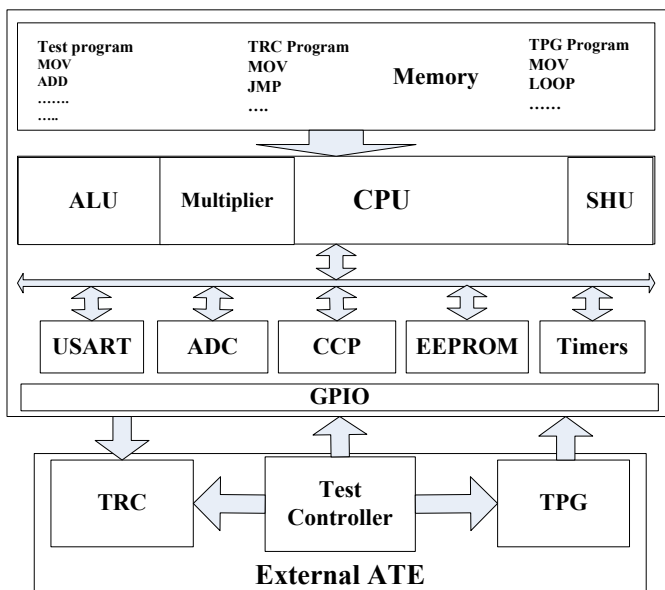 Test program
MOV
ADD
…….
…..
TRC Program
MOV
JMP
….
Memory
TPG Program
MOV
LOOP
……
ALU
Multiplier
CPU
SHU
USART
ADC
CCP
EEPROM
Timers
GPIO
TRC
Test
Controller
TPG
External ATE